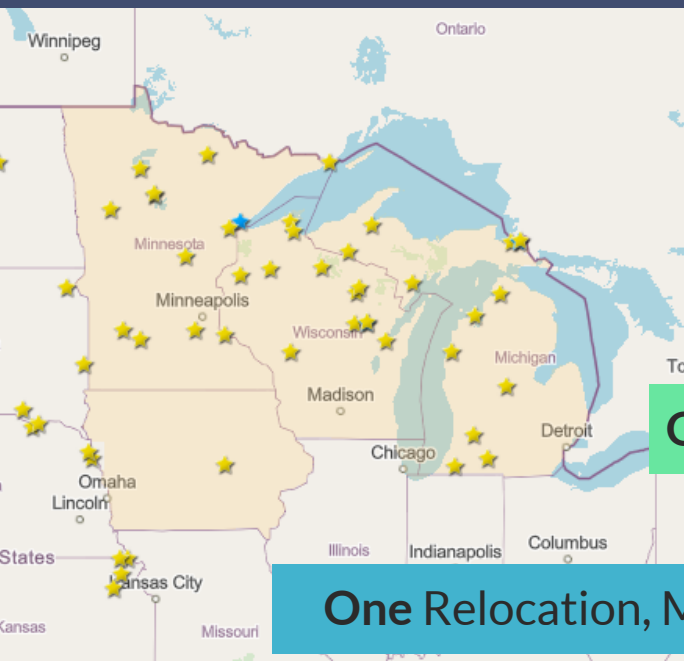 Ontario
Winnipeg
Minnesota
Minneapolis
Wisconsin
Michigan
Madison
Detroit
Chicago
Omaha
Lincoln
States
Illinois
Indianapolis
Columbus
Kansas City
Kansas
Missouri
One Relocation,